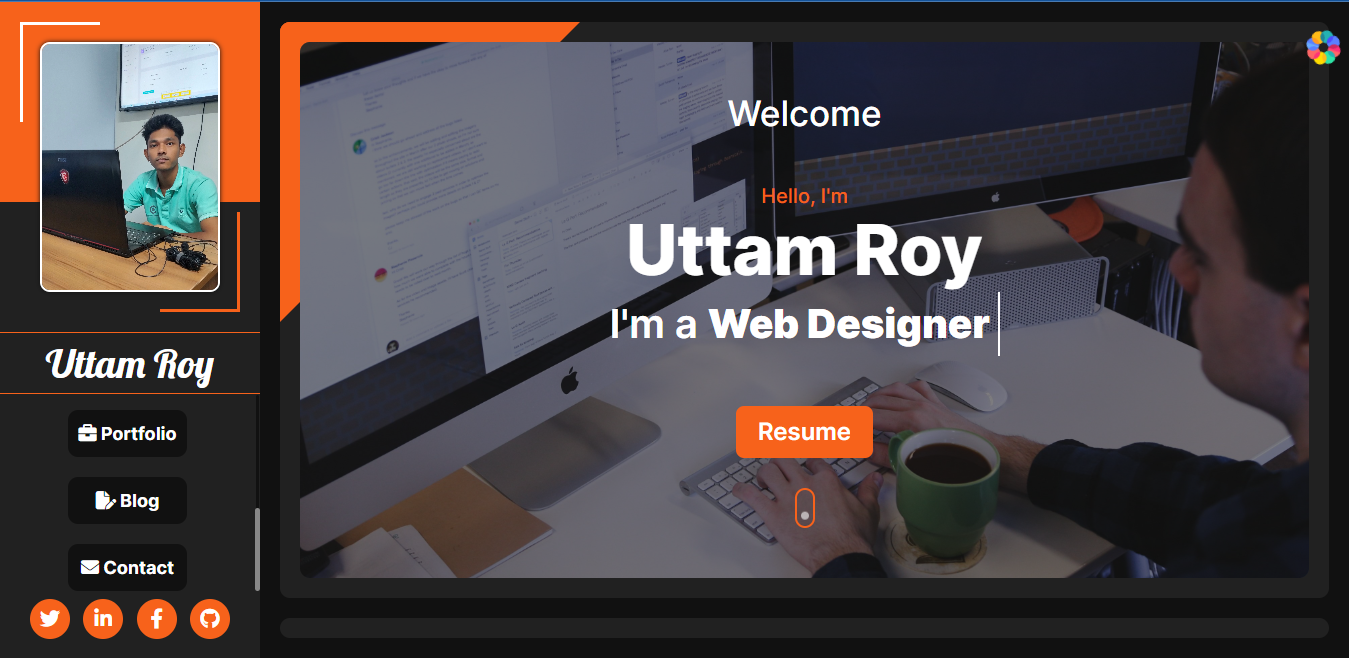 Uttam Roy
Portfolio
Blog
Contact
Welcome
Hello, I'm
Uttam Roy
I'm a Web Designer
Resume